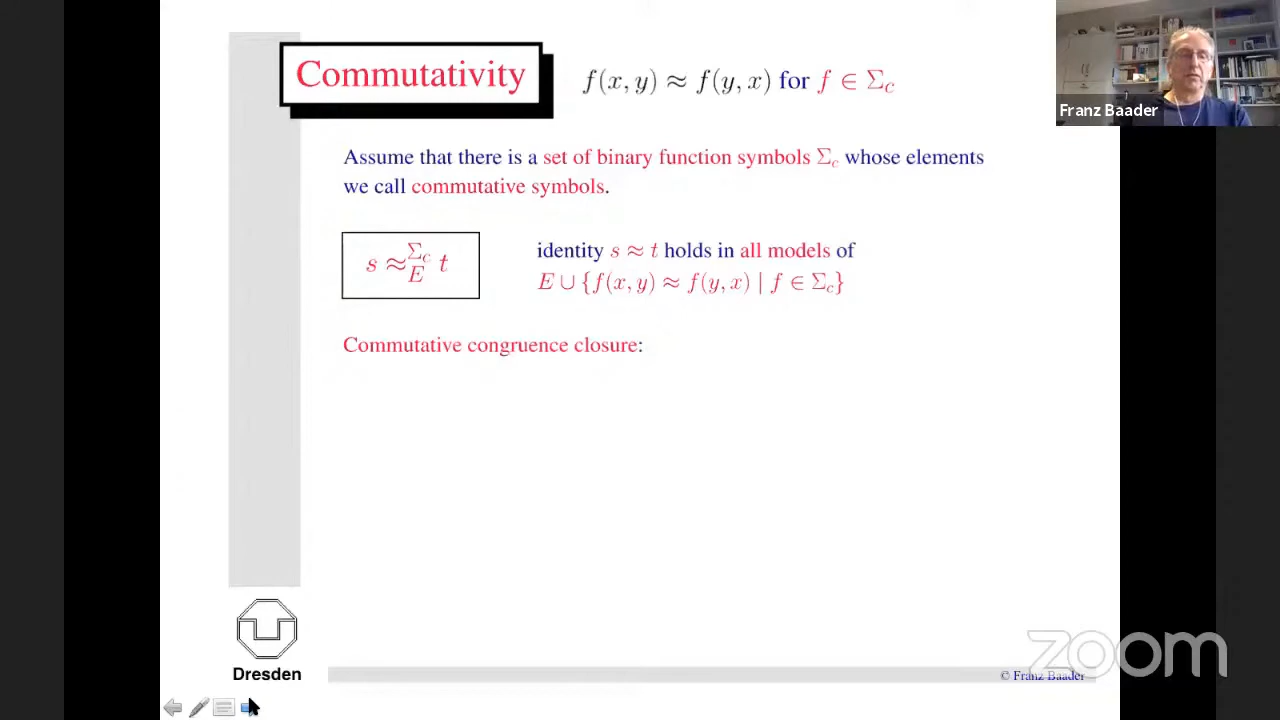 Commutativity
f(x, y) ≈ f(y, x) for f ∈ Σ_c
Franz Baader
Assume that there is a set of binary function symbols Σ_c whose elements
we call commutative symbols.
s ≈_E^{Σ_c} t
identity s ≈ t holds in all models of
E ∪ {f(x, y) ≈ f(y, x) | f ∈ Σ_c}
Commutative congruence closure:
Dresden
© Franz Baader
zoom